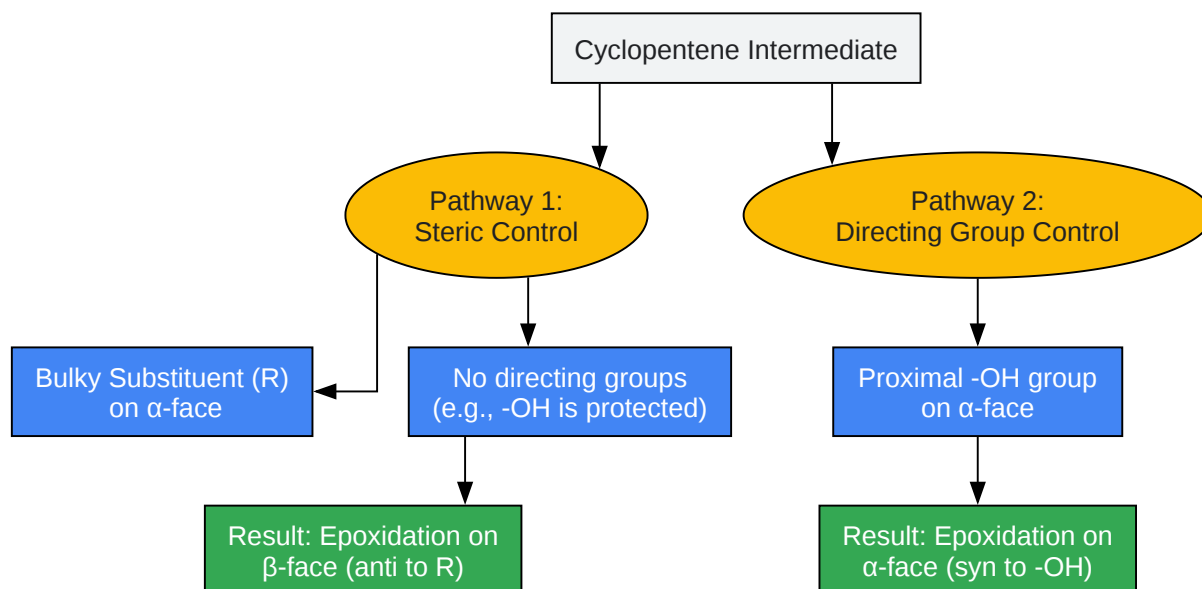 Cyclopentene Intermediate
Pathway 1:
Steric Control
Pathway 2:
Directing Group Control
Bulky Substituent (R)
on α-face
No directing groups
(e.g., -OH is protected)
Proximal -OH group
on α-face
Result: Epoxidation on
β-face (anti to R)
Result: Epoxidation on
α-face (syn to -OH)